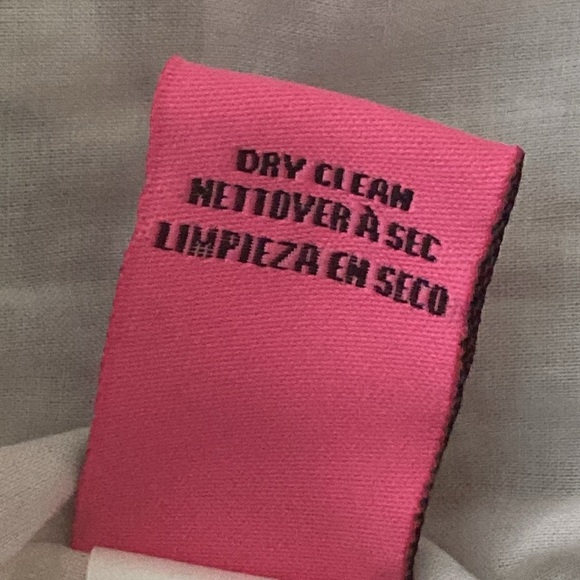 DRY CLEAN
NETTOYER À SEC
LIMPIEZA EN SECO